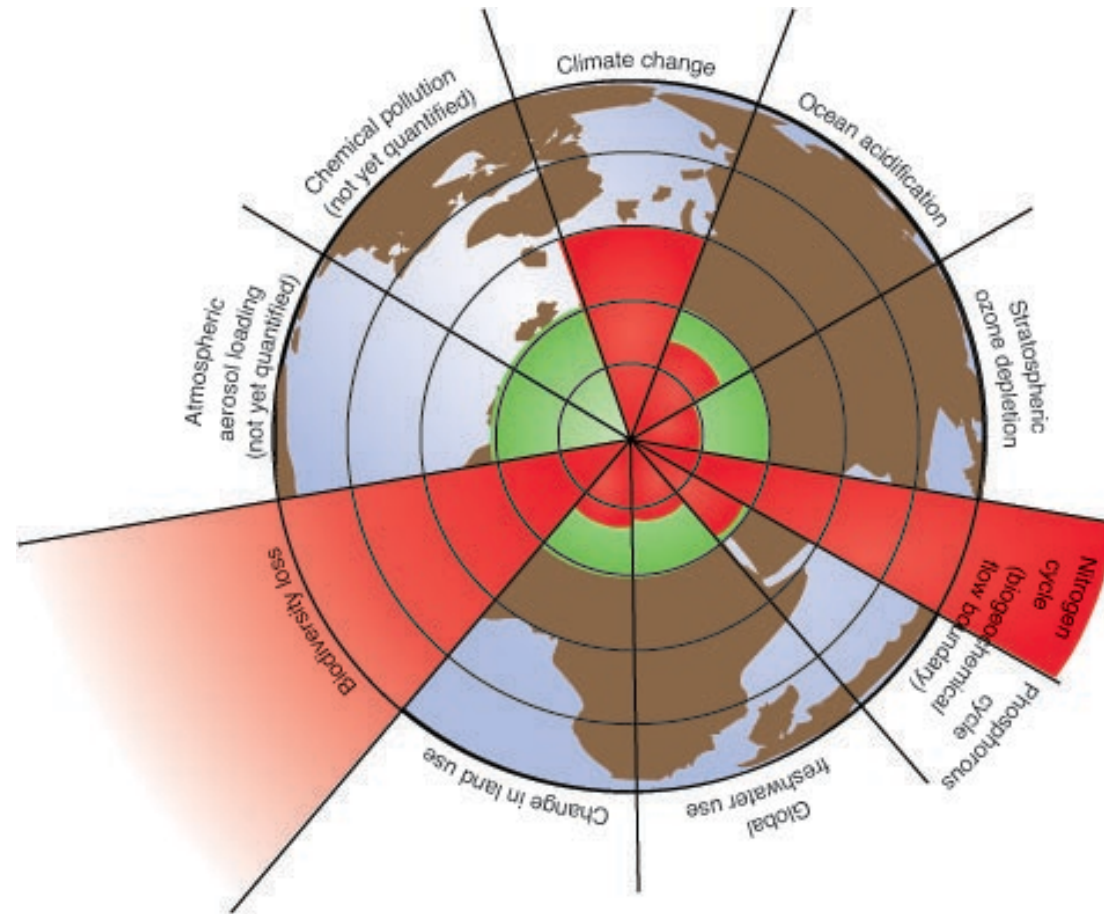 Climate change
Ocean acidification
Stratospheric
ozone depletion
Nitrogen
cycle
(biogeochemical
flow boundary)
Phosphorous
cycle
Global
freshwater use
Change in land use
Biodiversity loss
Atmospheric
aerosol loading
(not yet quantified)
Chemical pollution
(not yet quantified)